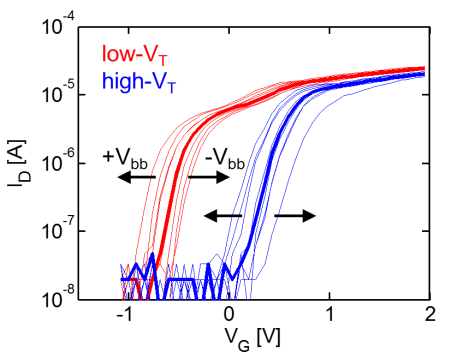 10^-4
low-V_T
high-V_T
10^-5
I_D [A]
+V_bb
-V_bb
10^-6
10^-7
10^-8
-1 0 1 2
V_G [V]